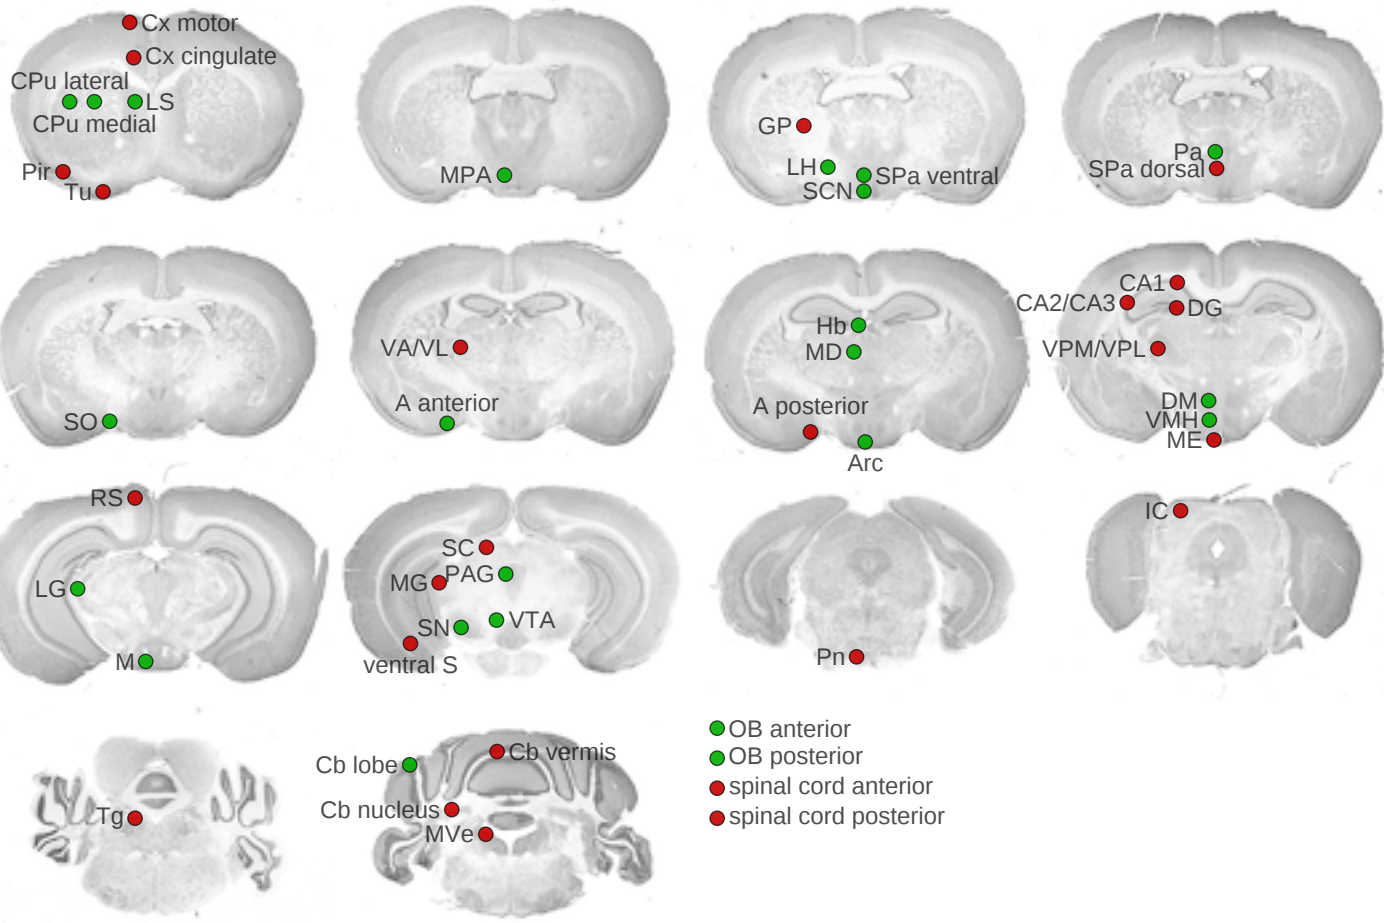 Cx motor
Cx cingulate
CPu lateral
LS
CPu medial
Pir
Tu
MPA
GP
LH
SPa ventral
SCN
Pa
SPa dorsal
SO
VA/VL
A anterior
Hb
MD
A posterior
Arc
CA1
CA2/CA3
DG
VPM/VPL
DM
VMH
ME
RS
LG
M
SC
MG
PAG
SN
VTA
ventral S
Pn
IC
Tg
Cb lobe
Cb vermis
Cb nucleus
MVe
OB anterior
OB posterior
spinal cord anterior
spinal cord posterior